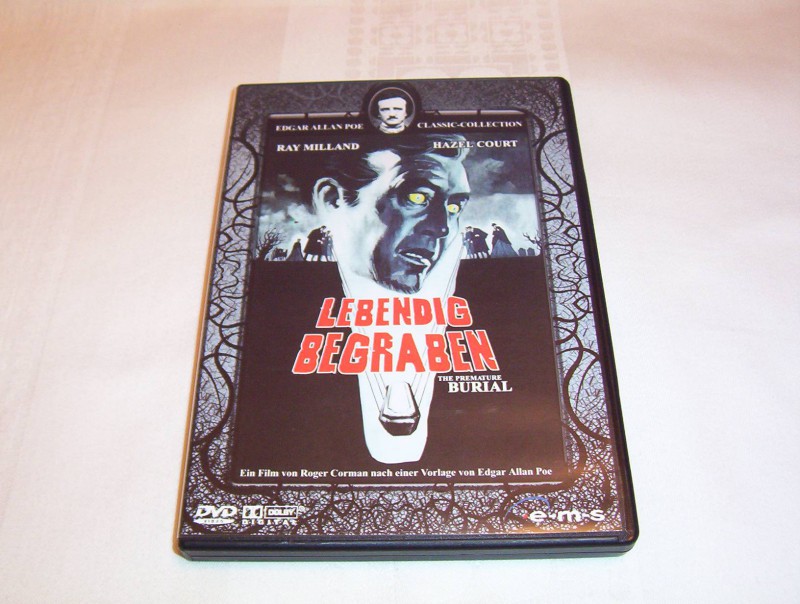 EDGAR ALLAN POE CLASSIC-COLLECTION
RAY MILLAND HAZEL COURT
LEBENDIG
BEGRABEN
THE PREMATURE
BURIAL
Ein Film von Roger Corman nach einer Vorlage von Edgar Allan Poe
DVD DOLBY e·m·s
VIDEO DIGITAL